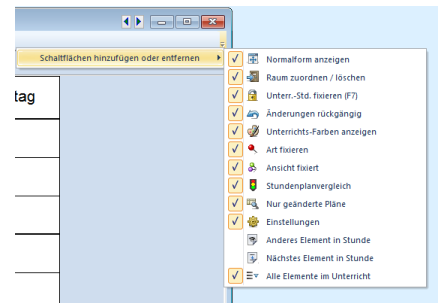 Schaltflächen hinzufügen oder entfernen
tag
Normalform anzeigen
Raum zuordnen / löschen
Unterr.-Std. fixieren (F7)
Änderungen rückgängig
Unterrichts-Farben anzeigen
Art fixieren
Ansicht fixiert
Stundenplanvergleich
Nur geänderte Pläne
Einstellungen
Anderes Element in Stunde
Nächstes Element in Stunde
Alle Elemente im Unterricht